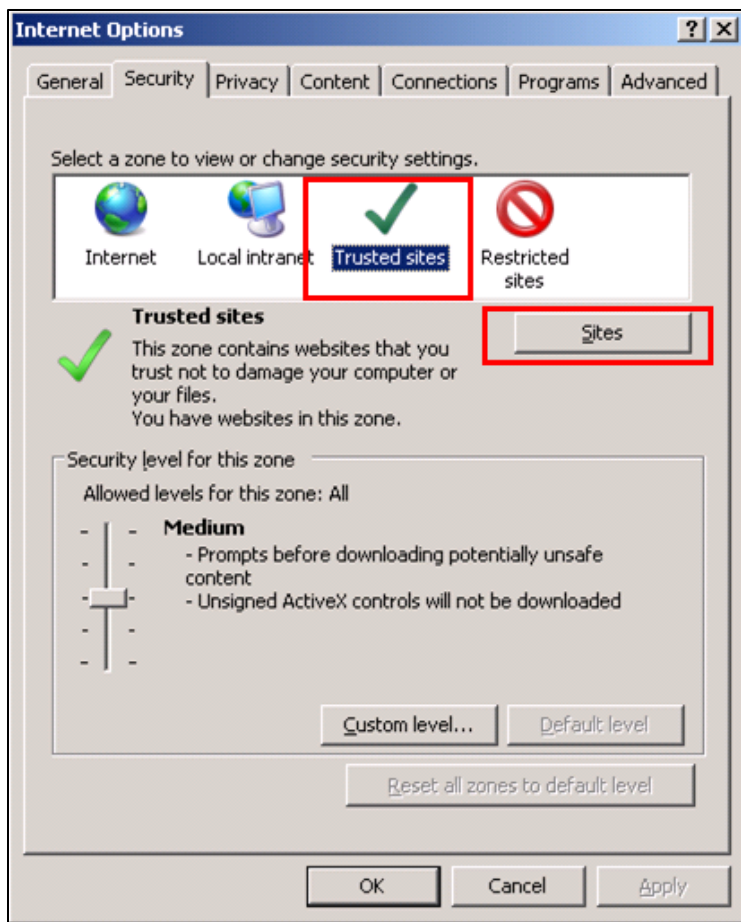 Internet Options
General Security Privacy Content Connections Programs Advanced
Select a zone to view or change security settings.
Internet Local intranet Trusted sites Restricted
sites
Trusted sites
Sites
This zone contains websites that you
trust not to damage your computer or
your files.
You have websites in this zone.
Security level for this zone
Allowed levels for this zone: All
Medium
- Prompts before downloading potentially unsafe
content
- Unsigned ActiveX controls will not be downloaded
Custom level... Default level
Reset all zones to default level
OK Cancel Apply